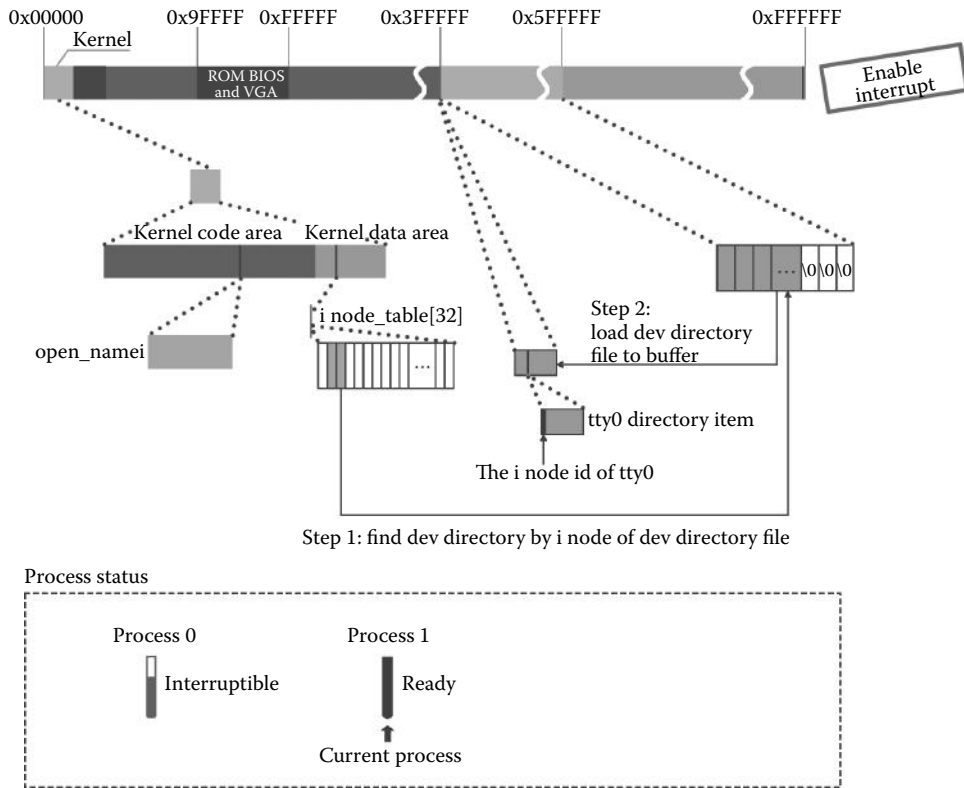 0x00000 0x9FFFF 0xFFFFF 0x3FFFFF 0x5FFFFF 0xFFFFFF
Kernel
ROM BIOS
and VGA
Enable
interrupt
Kernel code area Kernel data area
... \0 \0 \0
i node_table[32]
open_namei
...
Step 2:
load dev directory
file to buffer
tty0 directory item
The i node id of tty0
Step 1: find dev directory by i node of dev directory file
Process status
Process 0 Process 1
Interruptible Ready
Current process